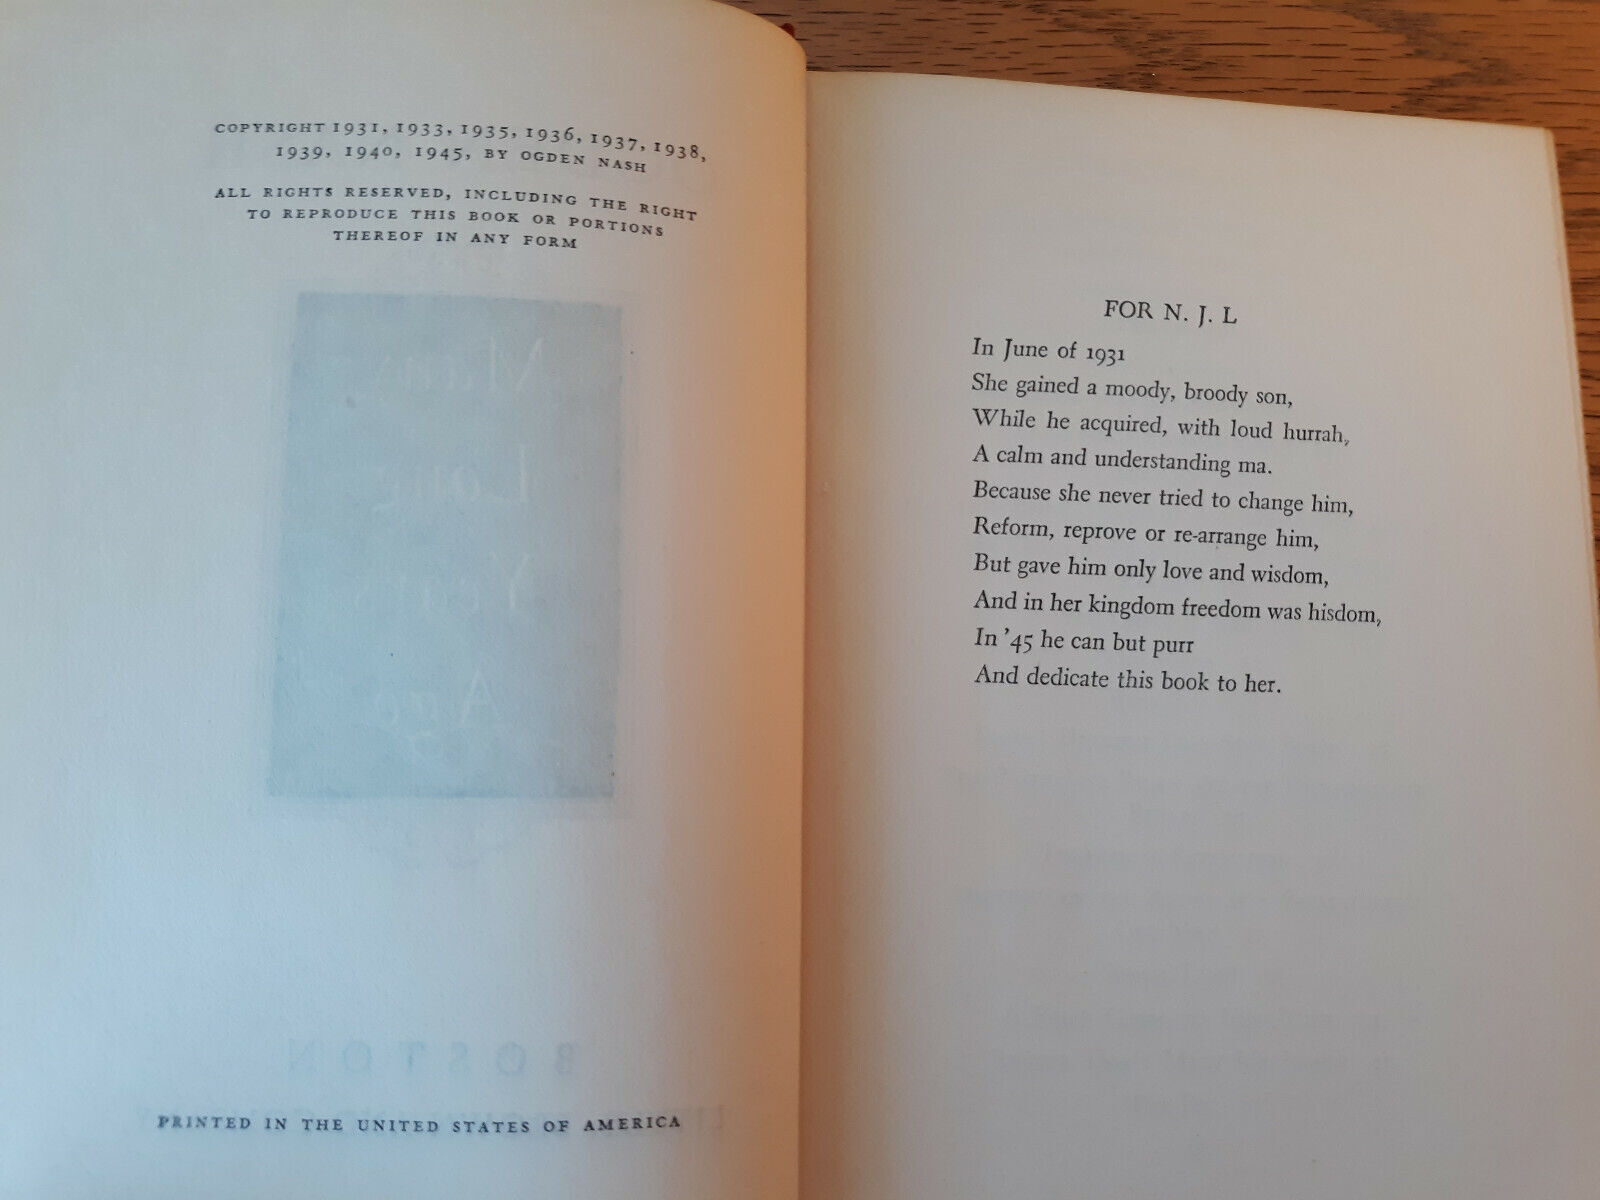 COPYRIGHT 1931, 1933, 1935, 1936, 1937, 1938,
1939, 1940, 1945, BY OGDEN NASH
ALL RIGHTS RESERVED, INCLUDING THE RIGHT
TO REPRODUCE THIS BOOK OR PORTIONS
THEREOF IN ANY FORM
Many
Long
Years
Ago
BOSTON
PRINTED IN THE UNITED STATES OF AMERICA
FOR N. J. L
In June of 1931
She gained a moody, broody son,
While he acquired, with loud hurrah,
A calm and understanding ma.
Because she never tried to change him,
Reform, reprove or re-arrange him,
But gave him only love and wisdom,
And in her kingdom freedom was hisdom,
In '45 he can but purr
And dedicate this book to her.